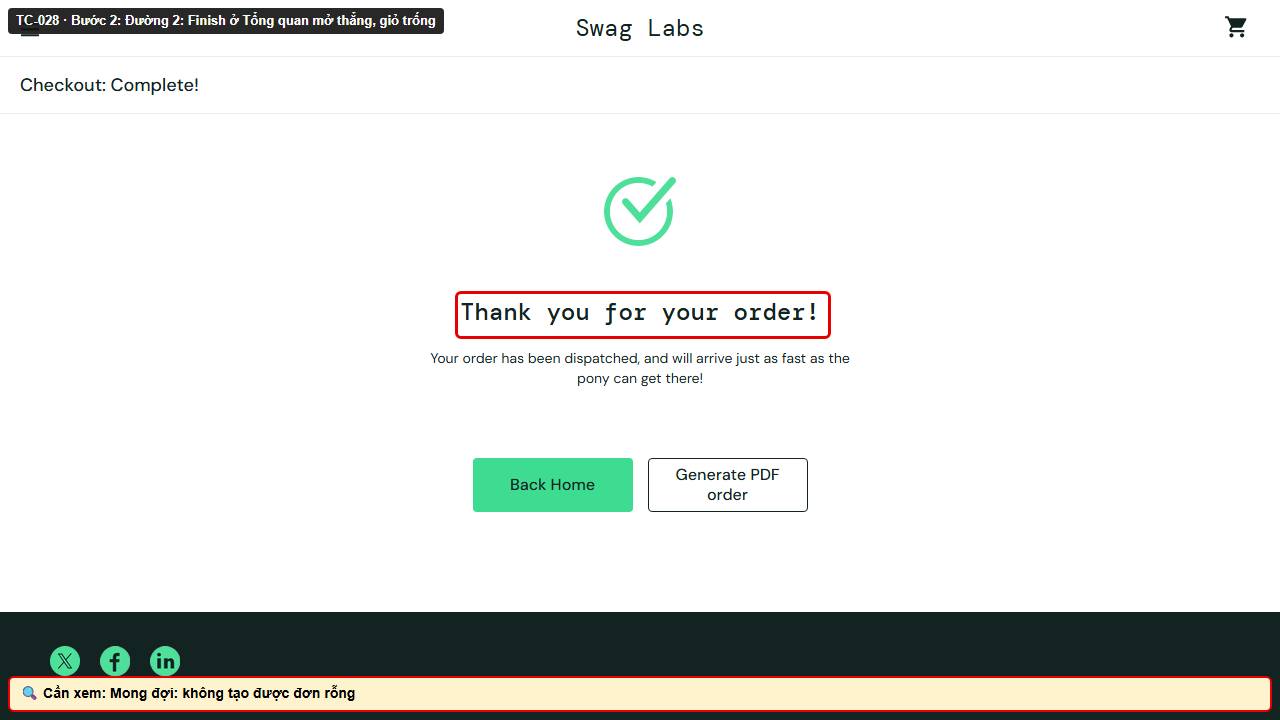 TC-028 · Bước 2: Đường 2: Finish ở Tổng quan mở thẳng, giỏ trống
Swag Labs
Checkout: Complete!
Thank you for your order!
Your order has been dispatched, and will arrive just as fast as the
pony can get there!
Back Home
Generate PDF
order
Cần xem: Mong đợi: không tạo được đơn rỗng